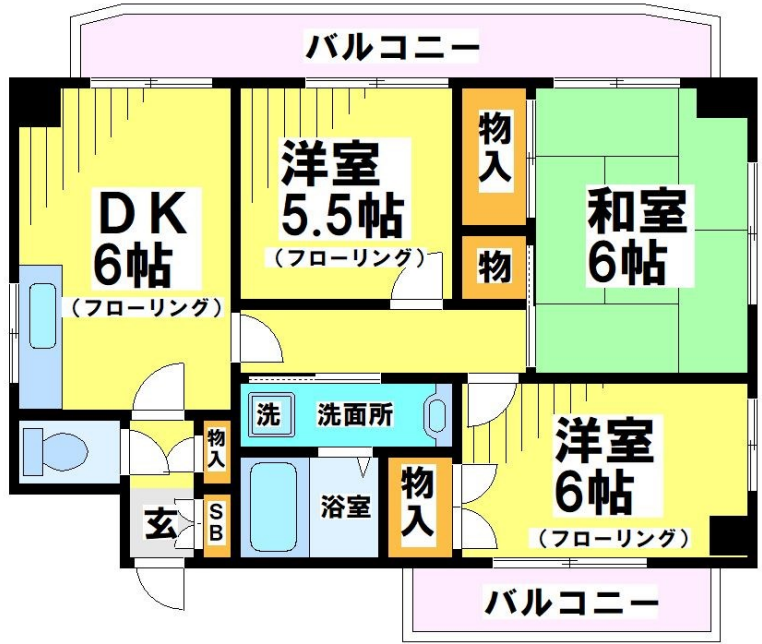 バルコニー
DK
6帖
(フローリング)
洋室
5.5帖
(フローリング)
物入
物
和室
6帖
洗
洗面所
物入
玄
SB
浴室
物入
洋室
6帖
(フローリング)
バルコニー